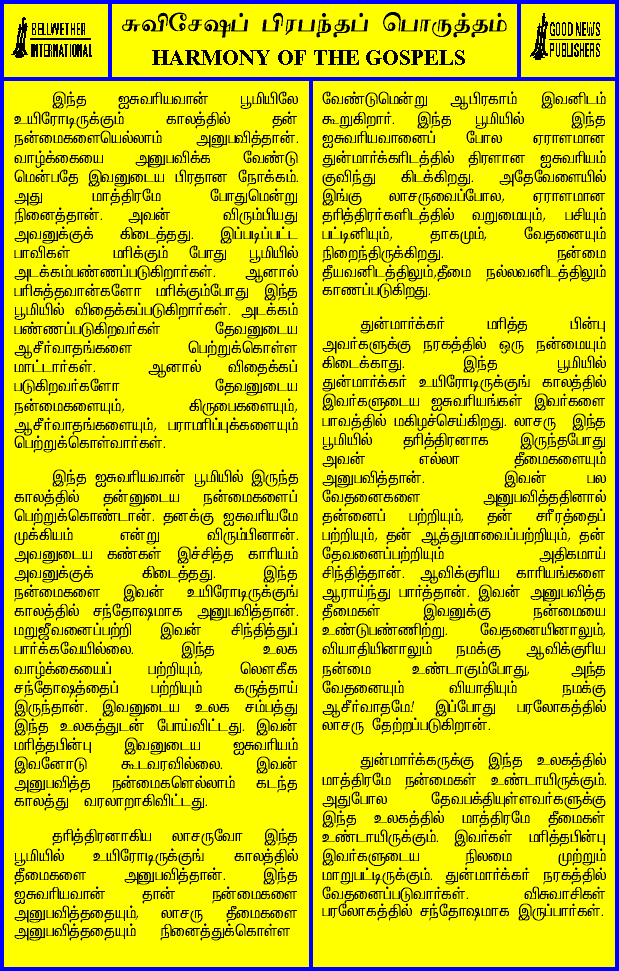 BELLWETHER
INTERNATIONAL
சுவிசேஷப் பிரபந்தப் பொருத்தம்
HARMONY OF THE GOSPELS
GOOD NEWS
PUBLISHERS
இந்த ஐசுவரியவான் பூமியிலே
உயிரோடிருக்கும் காலத்தில் தன்
நன்மைகளையெல்லாம் அனுபவித்தான்.
வாழ்க்கையை அனுபவிக்க வேண்டு
மென்பதே இவனுடைய பிரதான நோக்கம்.
அது மாத்திரமே போதுமென்று
நினைத்தான். அவன் விரும்பியது
அவனுக்குக் கிடைத்தது. இப்படிப்பட்ட
பாவிகள் மரிக்கும் போது பூமியில்
அடக்கம்பண்ணப்படுகிறார்கள். ஆனால்
பரிசுத்தவான்களோ மரிக்கும்போது இந்த
பூமியில் விதைக்கப்படுகிறார்கள். அடக்கம்
பண்ணப்படுகிறவர்கள் தேவனுடைய
ஆசீர்வாதங்களை பெற்றுக்கொள்ள
மாட்டார்கள். ஆனால் விதைக்கப்
படுகிறவர்களோ தேவனுடைய
நன்மைகளையும், கிருபைகளையும்,
ஆசீர்வாதங்களையும், பராமரிப்புக்களையும்
பெற்றுக்கொள்வார்கள்.
இந்த ஐசுவரியவான் பூமியில் இருந்த
காலத்தில் தன்னுடைய நன்மைகளைப்
பெற்றுக்கொண்டான். தனக்கு ஐசுவரியமே
முக்கியம் என்று விரும்பினான்.
அவனுடைய கண்கள் இச்சித்த காரியம்
அவனுக்குக் கிடைத்தது. இந்த
நன்மைகளை இவன் உயிரோடிருக்குங்
காலத்தில் சந்தோஷமாக அனுபவித்தான்.
மறுஜீவனைப்பற்றி இவன் சிந்தித்துப்
பார்க்கவேயில்லை. இந்த உலக
வாழ்க்கையைப் பற்றியும், லௌகீக
சந்தோஷத்தைப் பற்றியும் கருத்தாய்
இருந்தான். இவனுடைய உலக சம்பத்து
இந்த உலகத்துடன் போய்விட்டது. இவன்
மரித்தபின்பு இவனுடைய ஐசுவரியம்
இவனோடு கூடவரவில்லை. இவன்
அனுபவித்த நன்மைகளெல்லாம் கடந்த
காலத்து வரலாறாகிவிட்டது.
தரித்திரனாகிய லாசருவோ இந்த
பூமியில் உயிரோடிருக்குங் காலத்தில்
தீமைகளை அனுபவித்தான். இந்த
ஐசுவரியவான் தான் நன்மைகளை
அனுபவித்ததையும், லாசரு தீமைகளை
அனுபவித்ததையும் நினைத்துக்கொள்ள
வேண்டுமென்று ஆபிரகாம் இவனிடம்
கூறுகிறார். இந்த பூமியில் இந்த
ஐசுவரியவானைப் போல ஏராளமான
துன்மார்க்கரிடத்தில் திரளான ஐசுவரியம்
குவிந்து கிடக்கிறது. அதேவேளையில்
இங்கு லாசருவைப்போல, ஏராளமான
தரித்திரர்களிடத்தில் வறுமையும், பசியும்
பட்டினியும், தாகமும், வேதனையும்
நிறைந்திருக்கிறது. நன்மை
தீயவனிடத்திலும்,தீமை நல்லவனிடத்திலும்
காணப்படுகிறது.
துன்மார்க்கர் மரித்த பின்பு
அவர்களுக்கு நரகத்தில் ஒரு நன்மையும்
கிடைக்காது. இந்த பூமியில்
துன்மார்க்கர் உயிரோடிருக்குங் காலத்தில்
இவர்களுடைய ஐசுவரியங்கள் இவர்களை
பாவத்தில் மகிழச்செய்கிறது. லாசரு இந்த
பூமியில் தரித்திரனாக இருந்தபோது
அவன் எல்லா தீமைகளையும்
அனுபவித்தான். இவன் பல
வேதனைகளை அனுபவித்ததினால்
தன்னைப் பற்றியும், தன் சரீரத்தைப்
பற்றியும், தன் ஆத்துமாவைப்பற்றியும், தன்
தேவனைப்பற்றியும் அதிகமாய்
சிந்தித்தான். ஆவிக்குரிய காரியங்களை
ஆராய்ந்து பார்த்தான். இவன் அனுபவித்த
தீமைகள் இவனுக்கு நன்மையை
உண்டுபண்ணிற்று. வேதனையினாலும்,
வியாதியினாலும் நமக்கு ஆவிக்குரிய
நன்மை உண்டாகும்போது, அந்த
வேதனையும் வியாதியும் நமக்கு
ஆசீர்வாதமே! இப்போது பரலோகத்தில்
லாசரு தேற்றப்படுகிறான்.
துன்மார்க்கருக்கு இந்த உலகத்தில்
மாத்திரமே நன்மைகள் உண்டாயிருக்கும்.
அதுபோல தேவபக்தியுள்ளவர்களுக்கு
இந்த உலகத்தில் மாத்திரமே தீமைகள்
உண்டாயிருக்கும். இவர்கள் மரித்தபின்பு
இவர்களுடைய நிலமை முற்றும்
மாறுபட்டிருக்கும். துன்மார்க்கர் நரகத்தில்
வேதனைப்படுவார்கள். விசுவாசிகள்
பரலோகத்தில் சந்தோஷமாக இருப்பார்கள்.